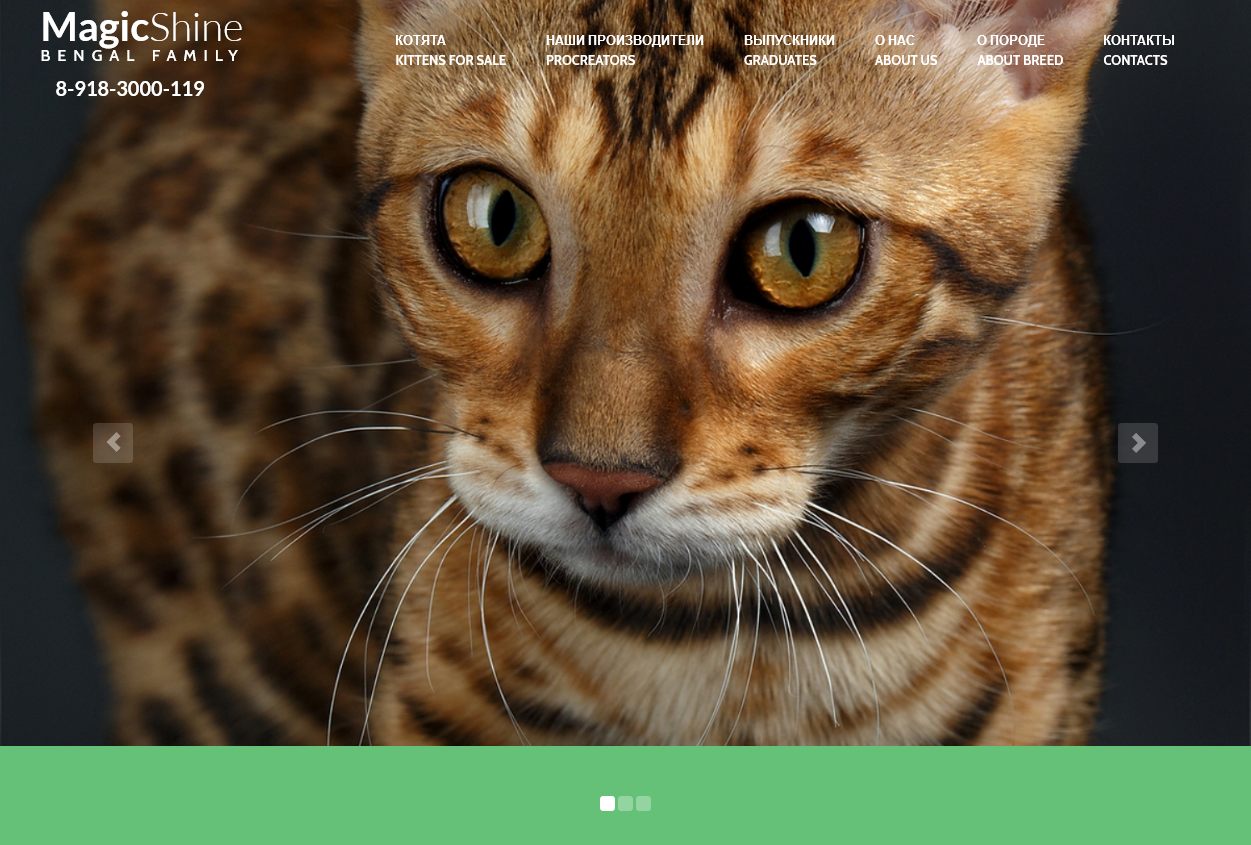 MagicShine
BENGAL FAMILY
8-918-3000-119
КОТЯТА
KITTENS FOR SALE
НАШИ ПРОИЗВОДИТЕЛИ
PROCREATORS
ВЫПУСКНИКИ
GRADUATES
О НАС
ABOUT US
О ПОРОДЕ
ABOUT BREED
КОНТАКТЫ
CONTACTS